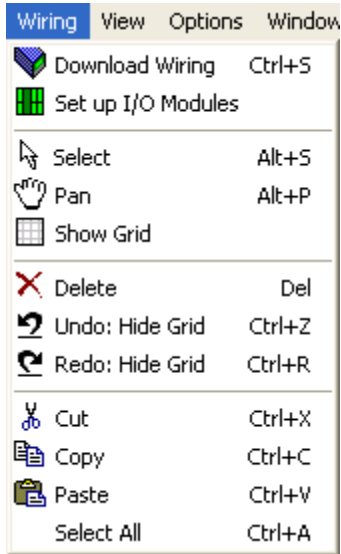 Wiring View Options Window
Download Wiring Ctrl+S
Set up I/O Modules
Select Alt+S
Pan Alt+P
Show Grid
Delete Del
Undo: Hide Grid Ctrl+Z
Redo: Hide Grid Ctrl+R
Cut Ctrl+X
Copy Ctrl+C
Paste Ctrl+V
Select All Ctrl+A